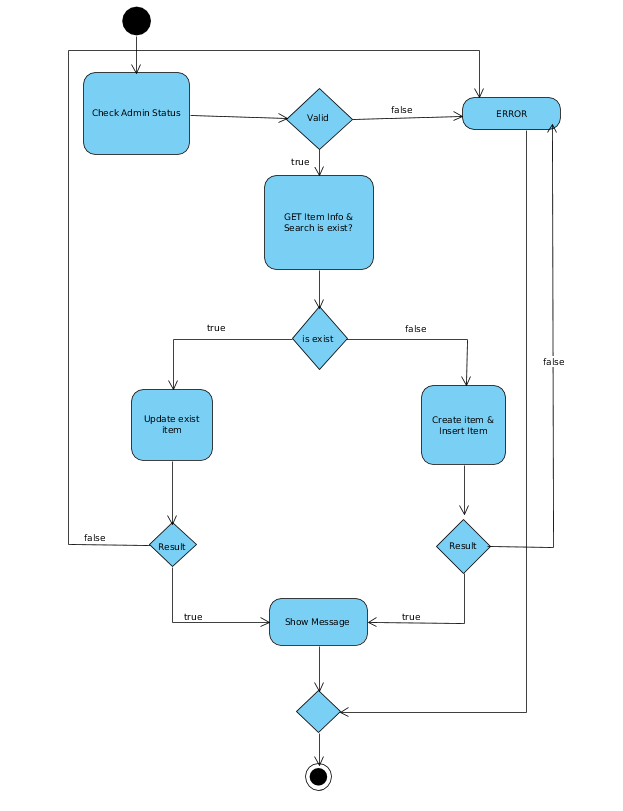 Check Admin Status
Valid
false
ERROR
true
GET Item Info &
Search is exist?
true
is exist
false
false
Update exist
item
Create item &
Insert Item
false
Result
Result
true
Show Message
true